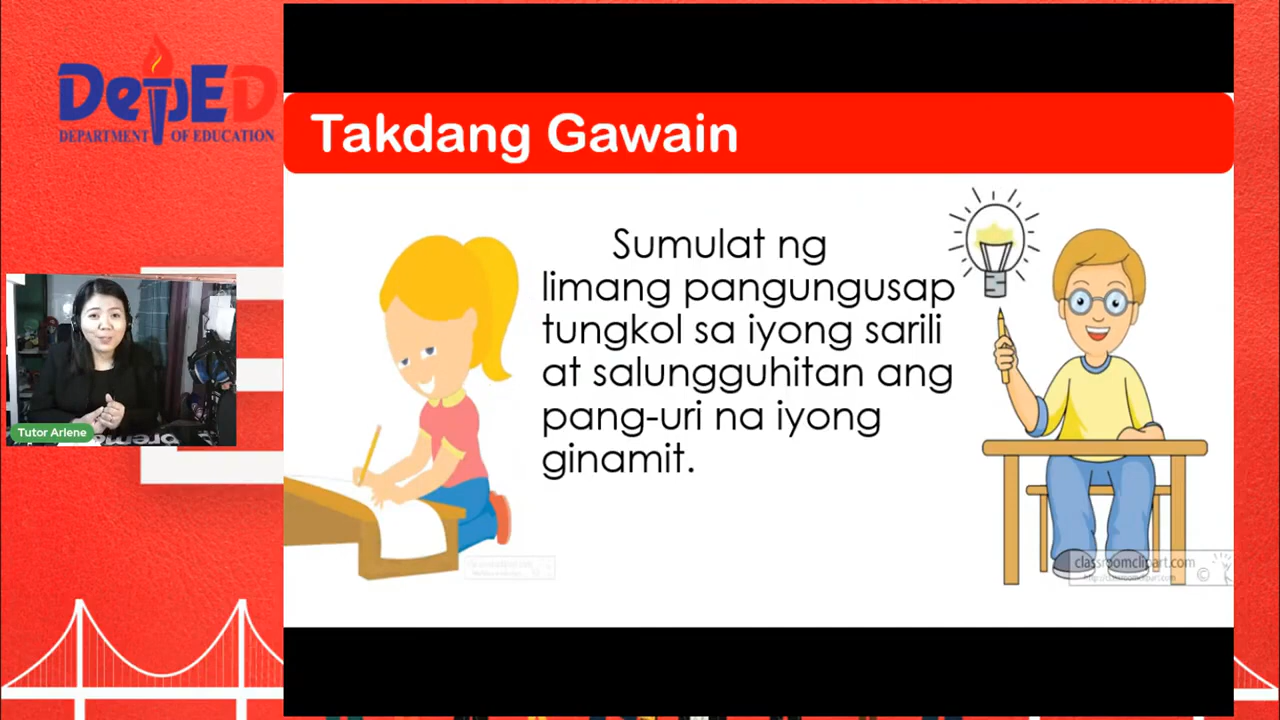 DepED
DEPARTMENT OF EDUCATION
Takdang Gawain
Sumulat ng
limang pangungusap
tungkol sa iyong sarili
at salungguhitan ang
pang-uri na iyong
ginamit.
Tutor Arlene
classroomclipart.com